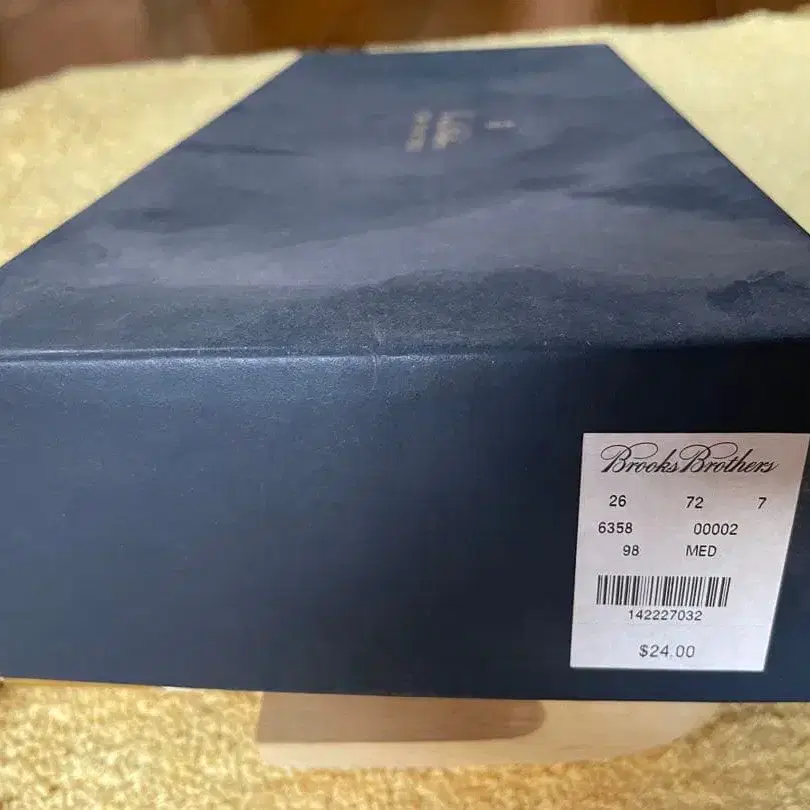 Brooks Brothers
26 72 7
6358 00002
98 MED
142227032
$24.00